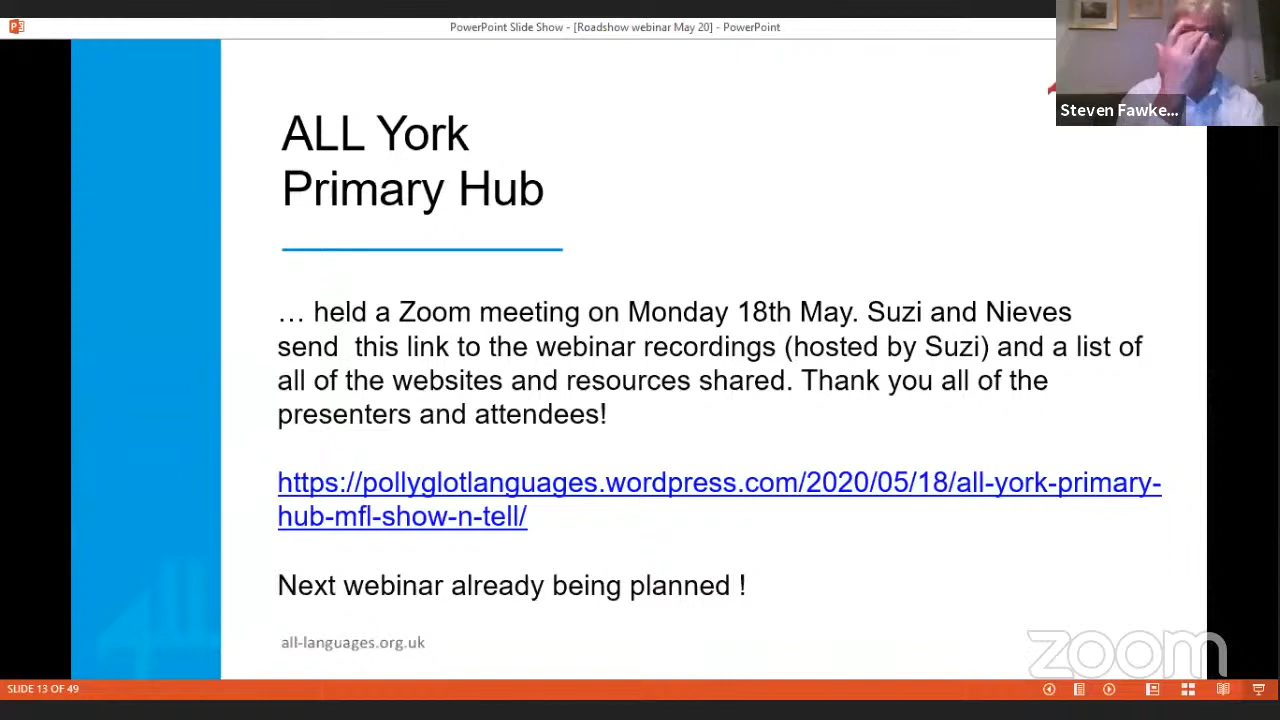 PowerPoint Slide Show - [Roadshow webinar May 20] - PowerPoint
Steven Fawke...
ALL York
Primary Hub
… held a Zoom meeting on Monday 18th May. Suzi and Nieves
send  this link to the webinar recordings (hosted by Suzi) and a list of
all of the websites and resources shared. Thank you all of the
presenters and attendees!
https://pollyglotlanguages.wordpress.com/2020/05/18/all-york-primary-
hub-mfl-show-n-tell/
Next webinar already being planned !
all-languages.org.uk
zoom
SLIDE 13 OF 49